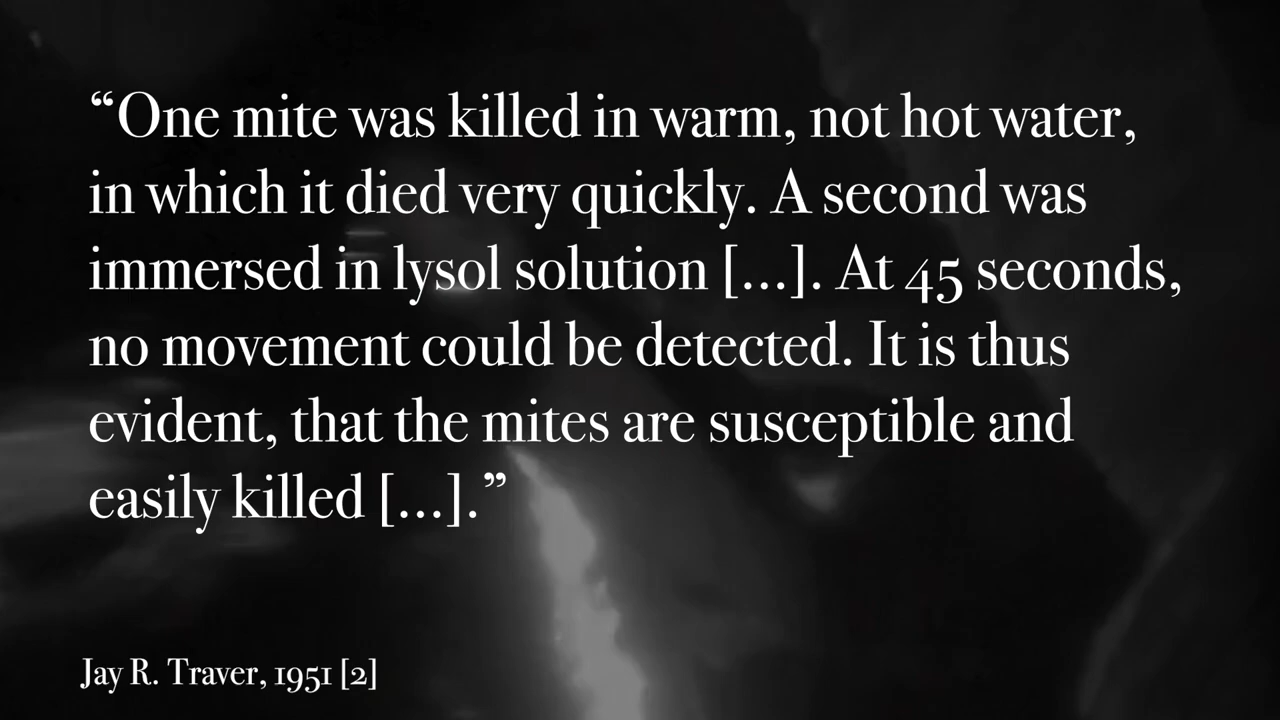 “One mite was killed in warm, not hot water,
in which it died very quickly. A second was
immersed in lysol solution [...]. At 45 seconds,
no movement could be detected. It is thus
evident, that the mites are susceptible and
easily killed [...].”
Jay R. Traver, 1951 [2]